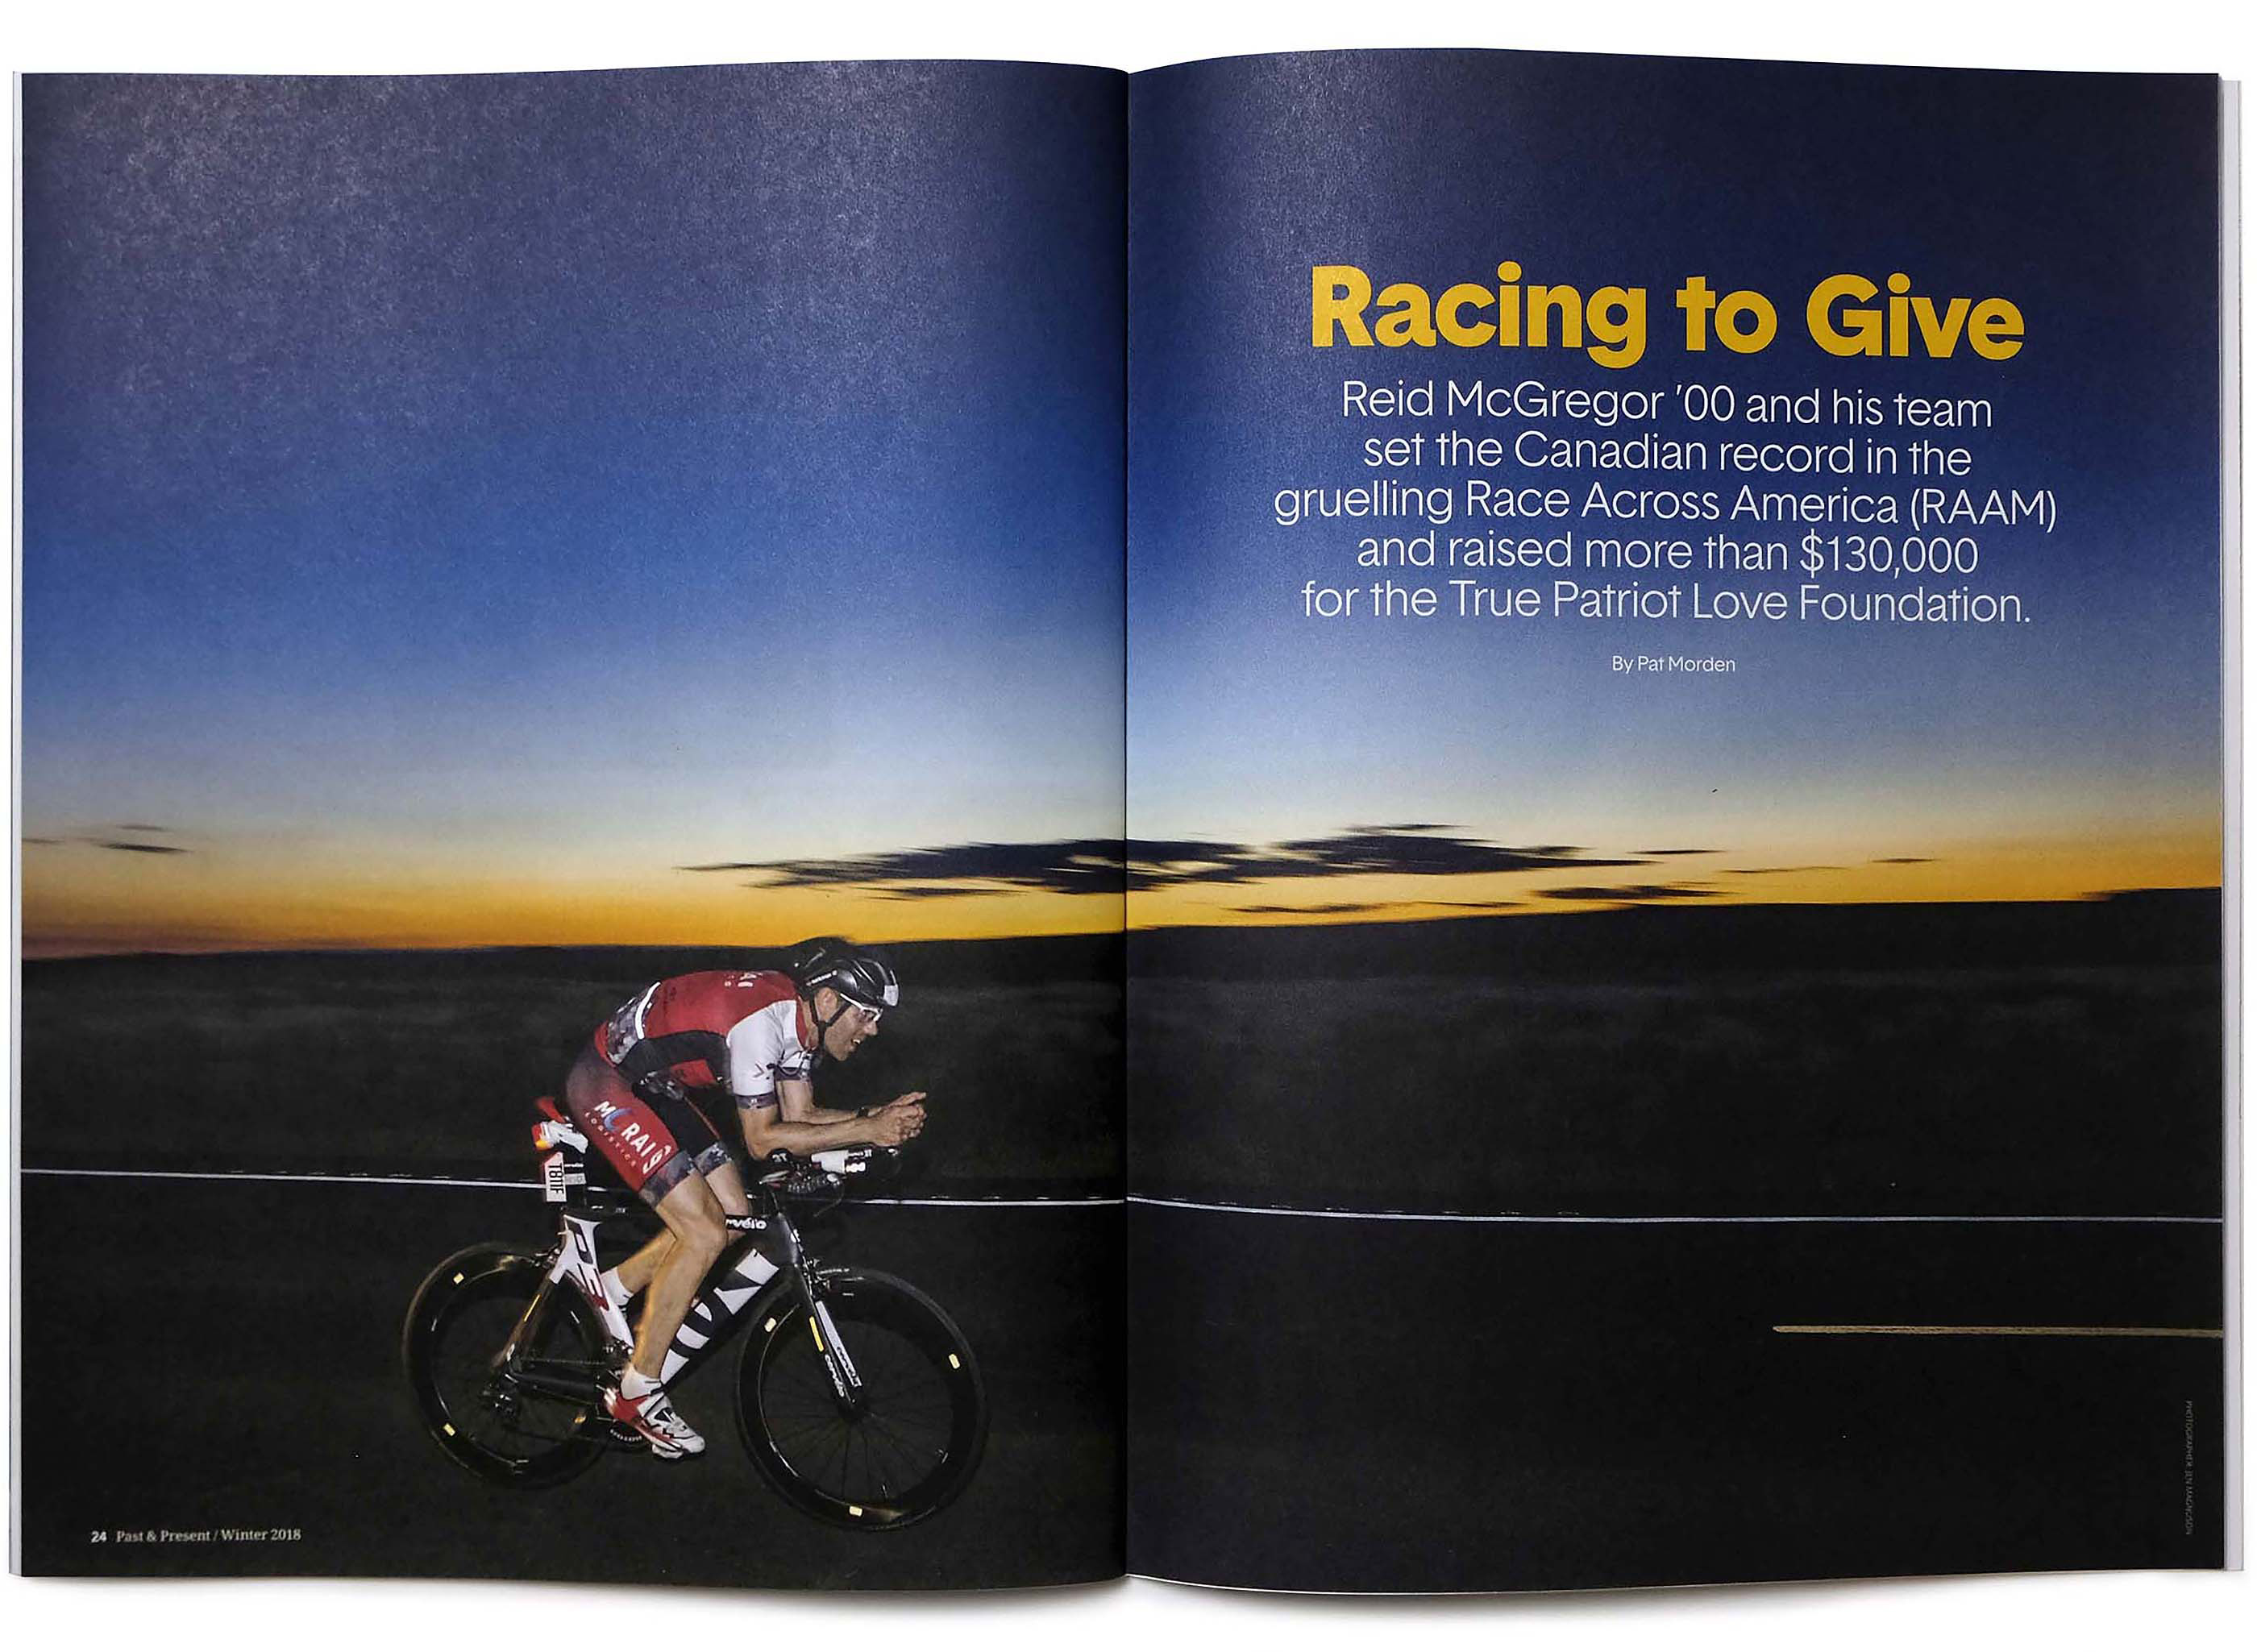 Racing to Give
Reid McGregor '00 and his team
set the Canadian record in the
gruelling Race Across America (RAAM)
and raised more than $130,000
for the True Patriot Love Foundation.
By Pat Morden
P3
24 Past & Present / Winter 2018
PHOTOGRAPHER: JEN MAGNUSON